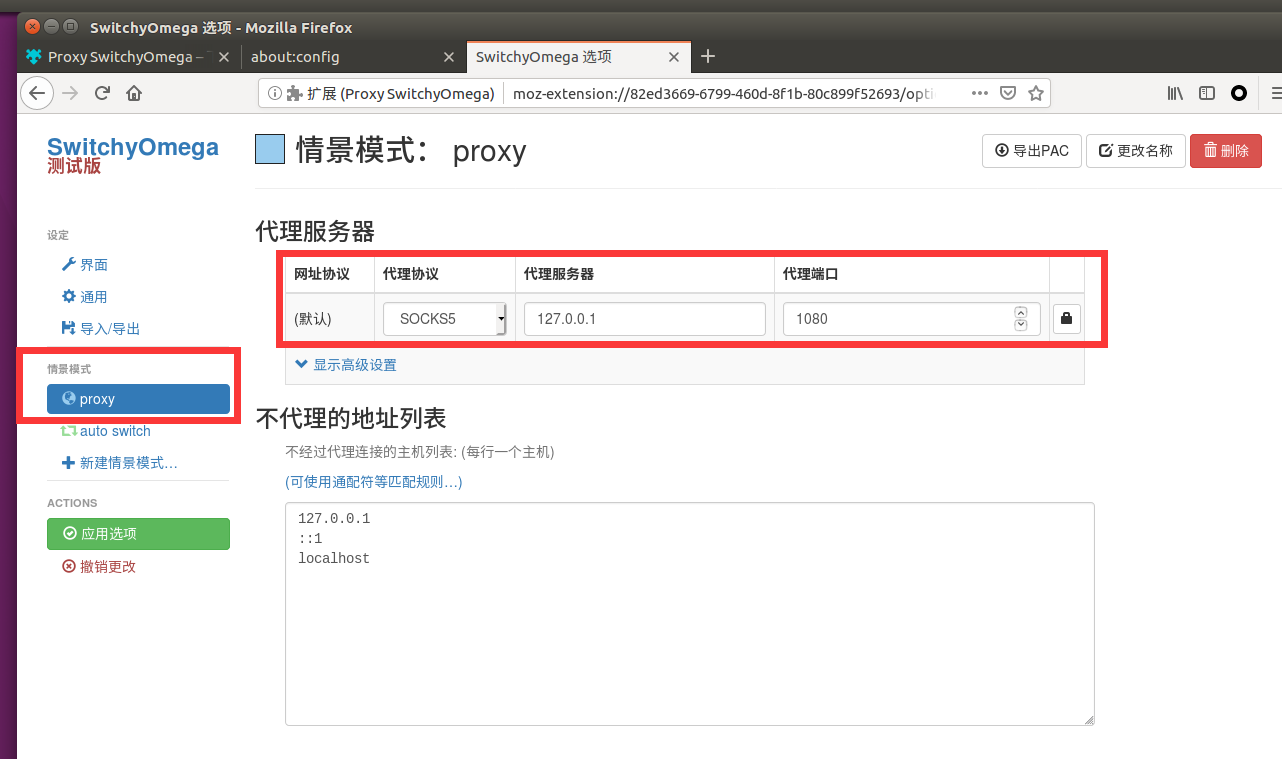 SwitchyOmega 选项 - Mozilla Firefox
Proxy SwitchyOmega –
about:config
SwitchyOmega 选项
扩展 (Proxy SwitchyOmega)
moz-extension://82ed3669-6799-460d-8f1b-80c899f52693/opti
SwitchyOmega
测试版
情景模式： proxy
导出PAC
更改名称
删除
设定
界面
通用
导入/导出
情景模式
proxy
auto switch
新建情景模式…
ACTIONS
应用选项
撤销更改
代理服务器
网址协议 代理协议 代理服务器 代理端口
(默认) SOCKS5 127.0.0.1 1080
显示高级设置
不代理的地址列表
不经过代理连接的主机列表: (每行一个主机)
(可使用通配符等匹配规则…)
127.0.0.1
::1
localhost